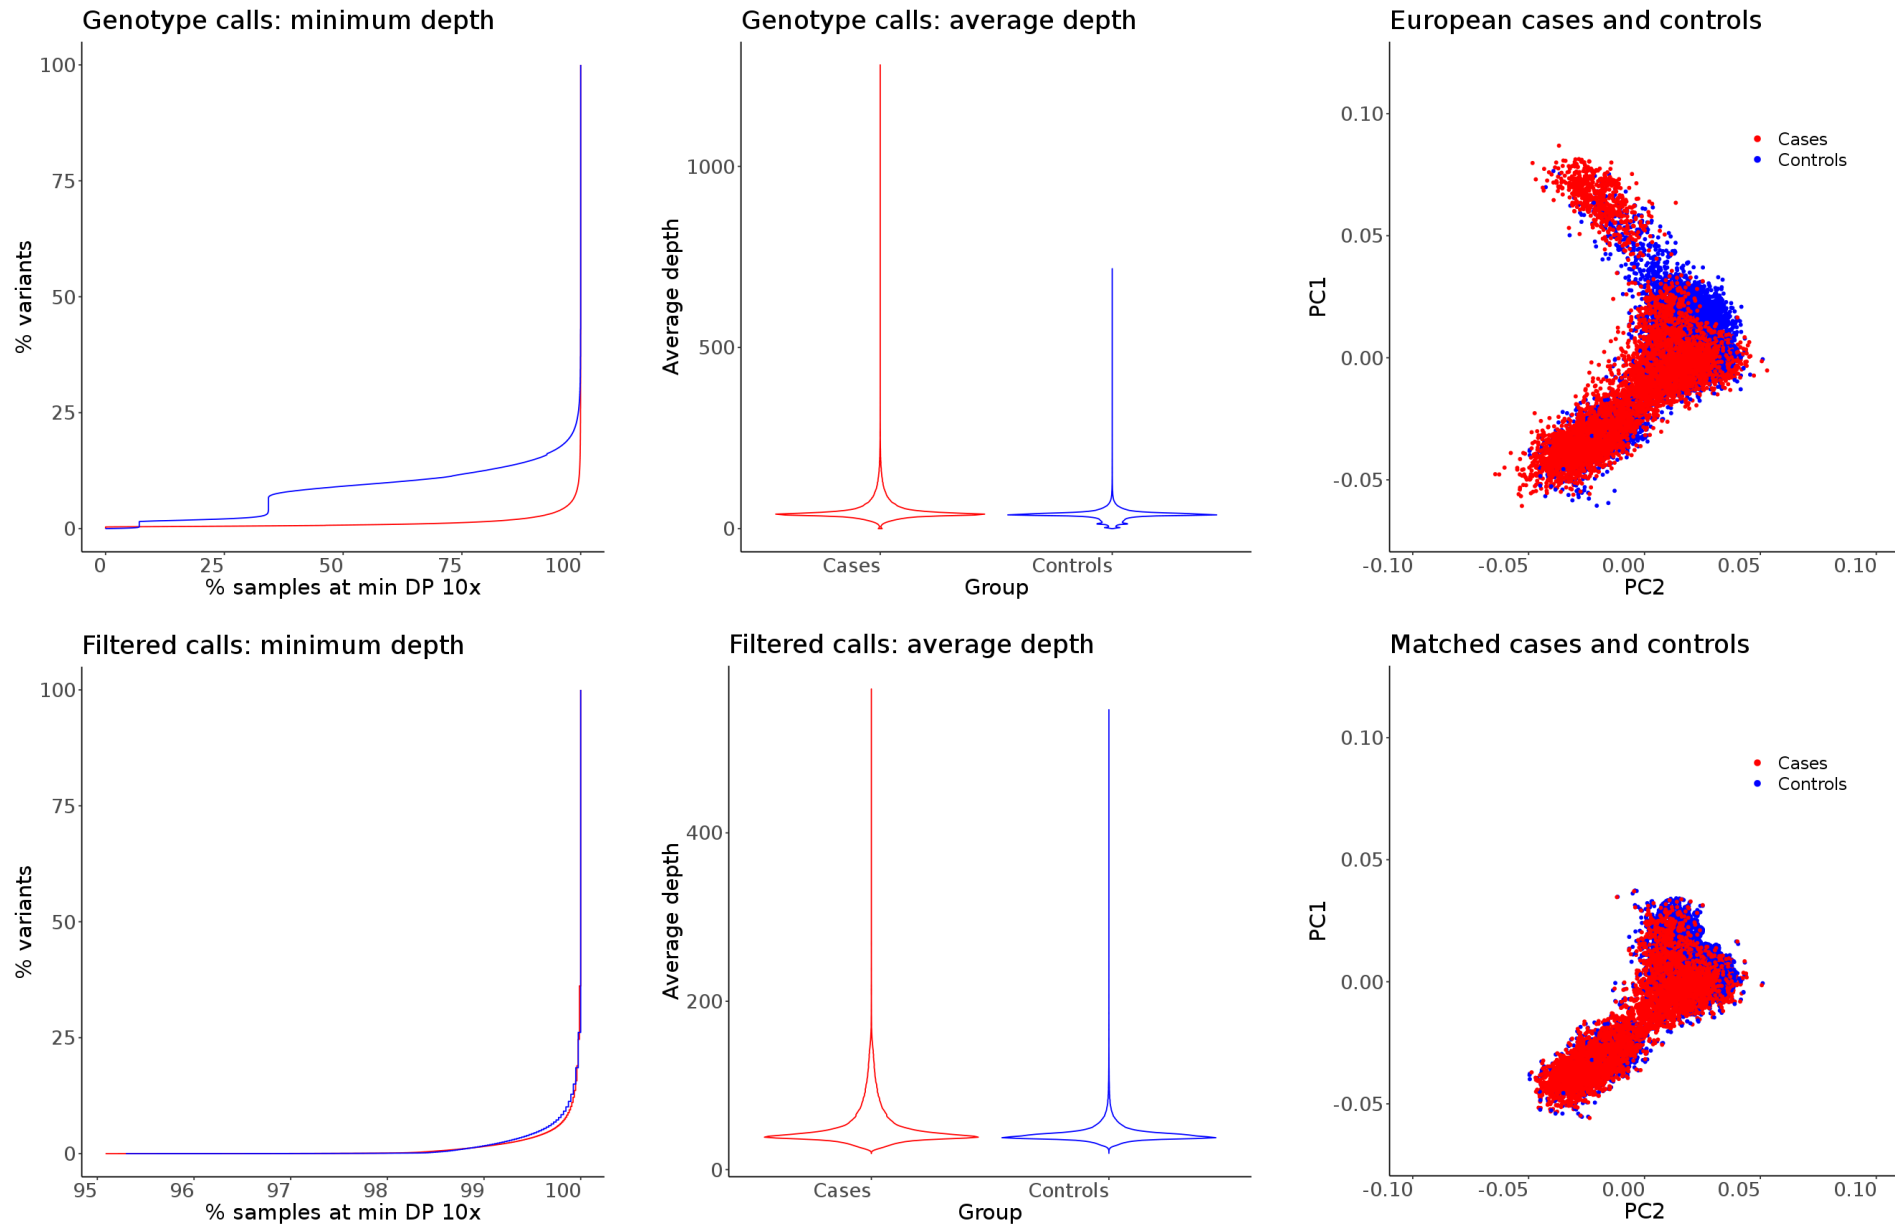 Genotype calls: minimum depth
100
75
50
25
0
% variants
0 25 50 75 100
% samples at min DP 10x
Genotype calls: average depth
1000
500
0
Average depth
Cases Controls
Group
European cases and controls
0.10
0.05
0.00
-0.05
PC1
Cases
Controls
-0.10 -0.05 0.00 0.05 0.10
PC2
Filtered calls: minimum depth
100
75
50
25
0
% variants
95 96 97 98 99 100
% samples at min DP 10x
Filtered calls: average depth
400
200
0
Average depth
Cases Controls
Group
Matched cases and controls
0.10
0.05
0.00
-0.05
PC1
Cases
Controls
-0.10 -0.05 0.00 0.05 0.10
PC2